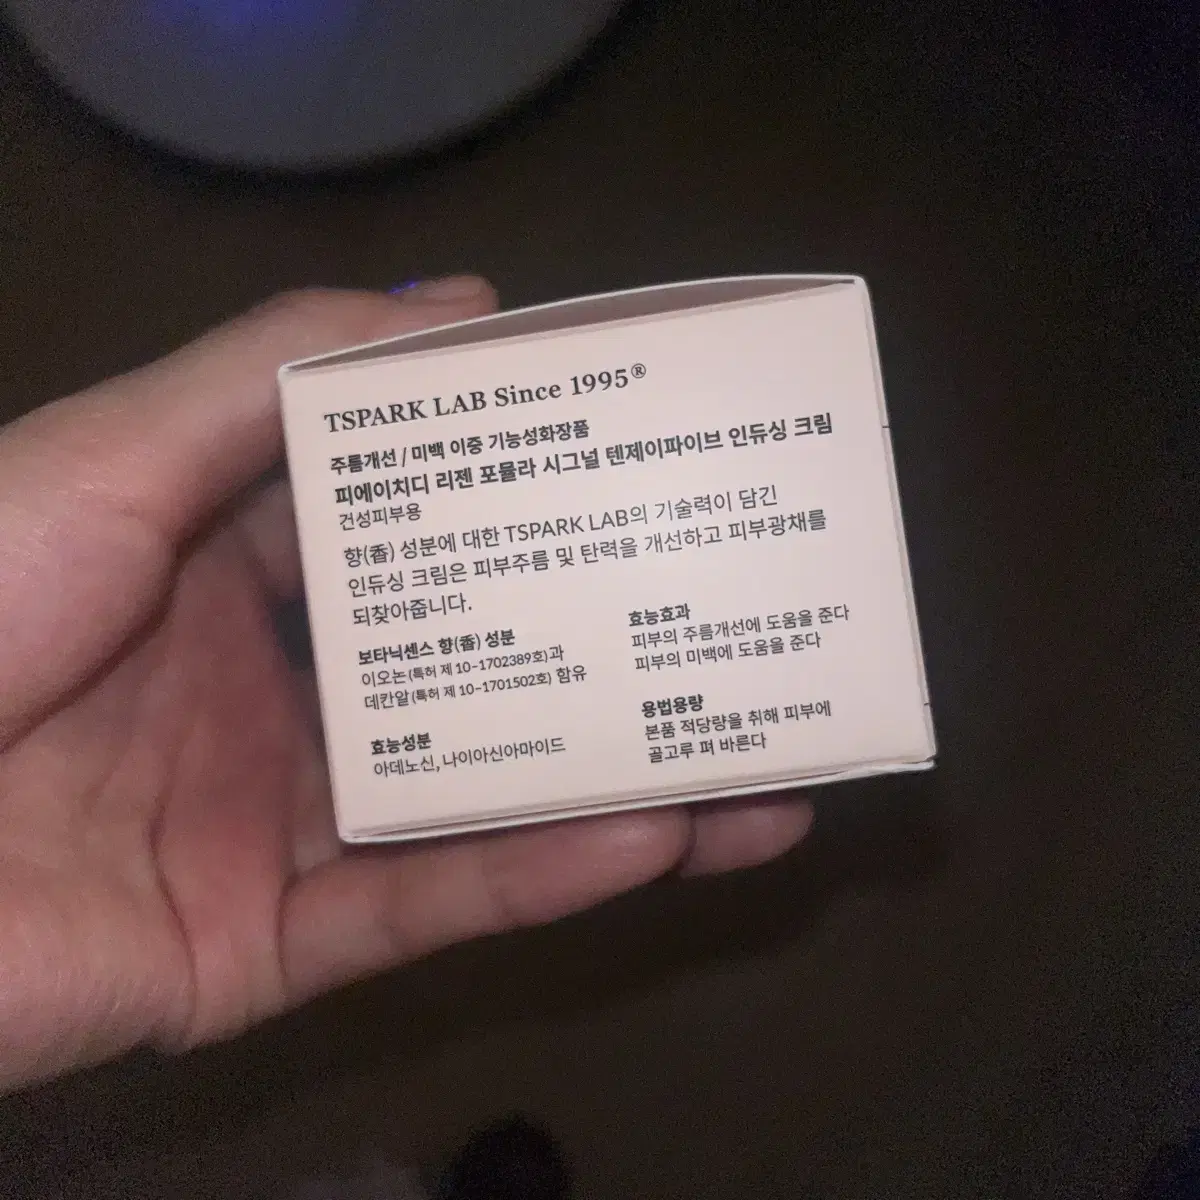 TSPARK LAB Since 1995®
주름개선 / 미백 이중 기능성화장품
피에이치디 리젠 포뮬라 시그널 텐제이파이브 인듀싱 크림
건성피부용
향(香) 성분에 대한 TSPARK LAB의 기술력이 담긴
인듀싱 크림은 피부주름 및 탄력을 개선하고 피부광채를
되찾아줍니다.
보타닉센스 향(香) 성분
이오논(특허 제 10-1702389호)과
데칸알(특허 제 10-1701502호) 함유
효능성분
아데노신, 나이아신아마이드
효능효과
피부의 주름개선에 도움을 준다
피부의 미백에 도움을 준다
용법용량
본품 적당량을 취해 피부에
골고루 펴 바른다